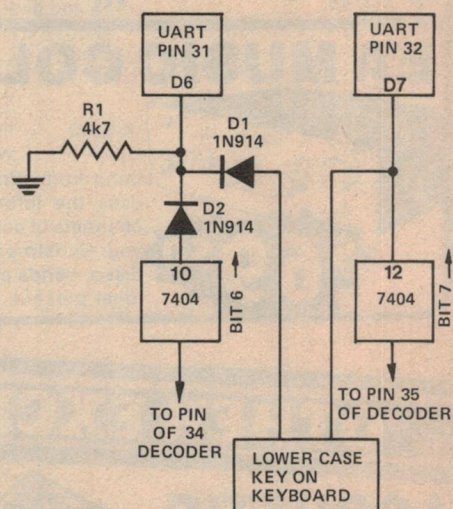 UART
PIN 31
D6
UART
PIN 32
D7
R1
4k7
D1
1N914
D2
1N914
10
7404
BIT 6
12
7404
BIT 7
TO PIN
OF 34
DECODER
TO PIN 35
OF DECODER
LOWER CASE
KEY ON
KEYBOARD